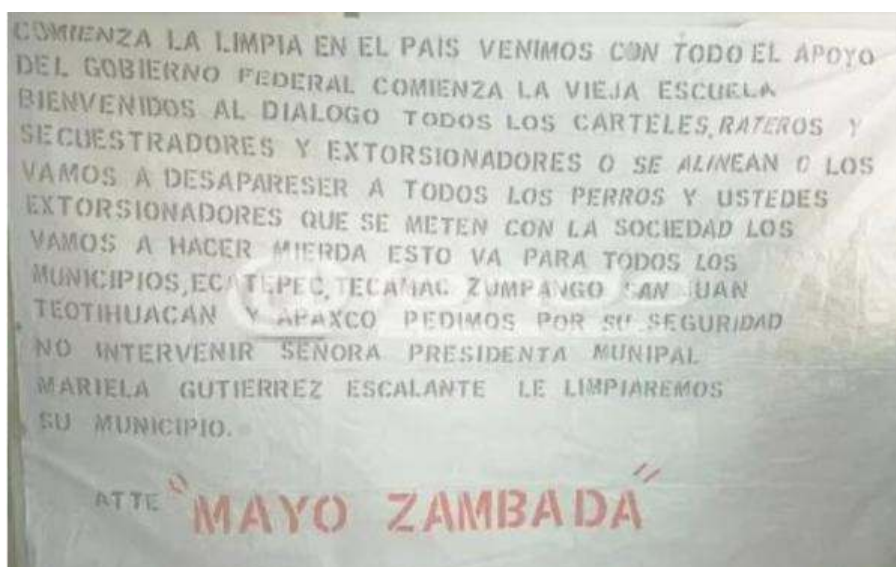 COMIENZA LA LIMPIA EN EL PAIS VENIMOS CON TODO EL APOYO
DEL GOBIERNO FEDERAL COMIENZA LA VIEJA ESCUELA
BIENVENIDOS AL DIALOGO TODOS LOS CARTELES, RATEROS Y
SECUESTRADORES Y EXTORSIONADORES O SE ALINEAN O LOS
VAMOS A DESAPARESER A TODOS LOS PERROS Y USTEDES
EXTORSIONADORES QUE SE METEN CON LA SOCIEDAD LOS
VAMOS A HACER MIERDA ESTO VA PARA TODOS LOS
MUNICIPIOS, ECATEPEC, TECAMAC ZUMPANGO SAN JUAN
TEOTIHUACAN Y APAXCO PEDIMOS POR SU SEGURIDAD
NO INTERVENIR SEÑORA PRESIDENTA MUNIPAL
MARIELA GUTIERREZ ESCALANTE LE LIMPIAREMOS
SU MUNICIPIO.
ATTE "MAYO ZAMBADA"